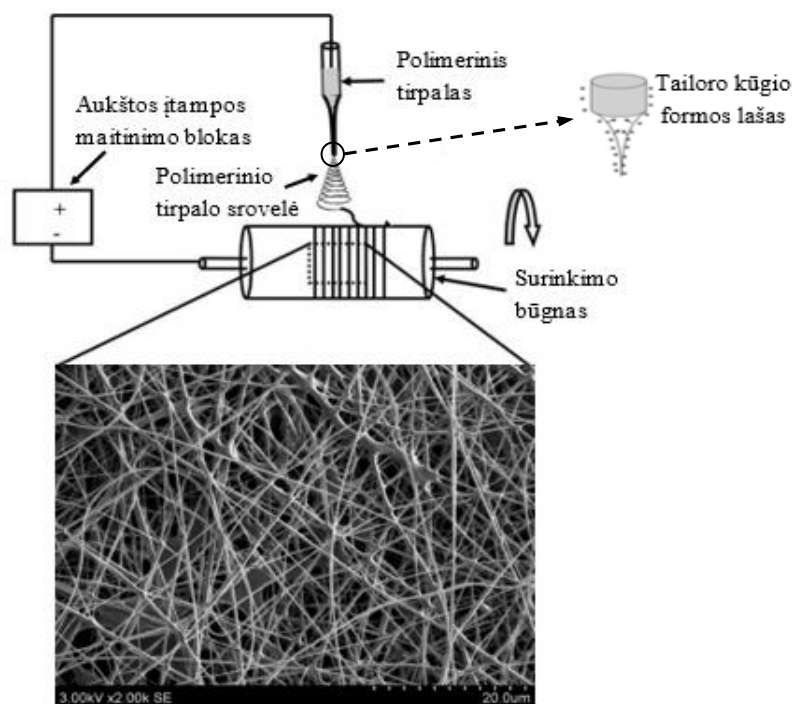 Polimerinis
tirpalas
Tailoro kūgio
formos lašas
Aukštos įtampos
maitinimo blokas
Polimerinio
tirpalo srovelė
+
-
Surinkimo
būgnas
3.00kV x2.00k SE
20.0um